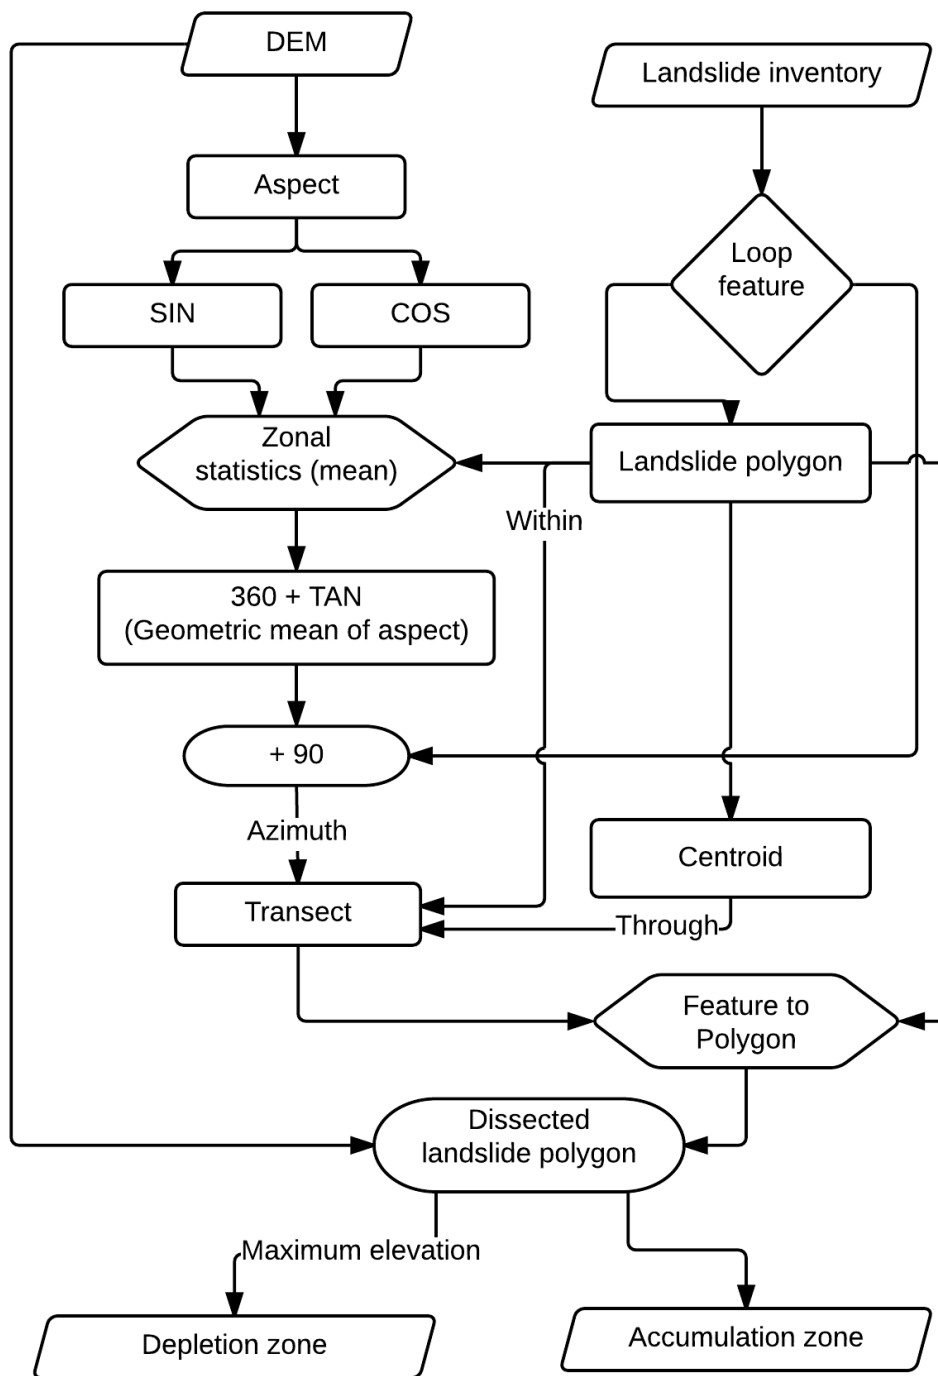 DEM
Landslide inventory
Aspect
Loop
feature
SIN
COS
Zonal
statistics (mean)
Landslide polygon
Within
360 + TAN
(Geometric mean of aspect)
+ 90
Azimuth
Centroid
Transect
Through
Feature to
Polygon
Dissected
landslide polygon
Maximum elevation
Depletion zone
Accumulation zone